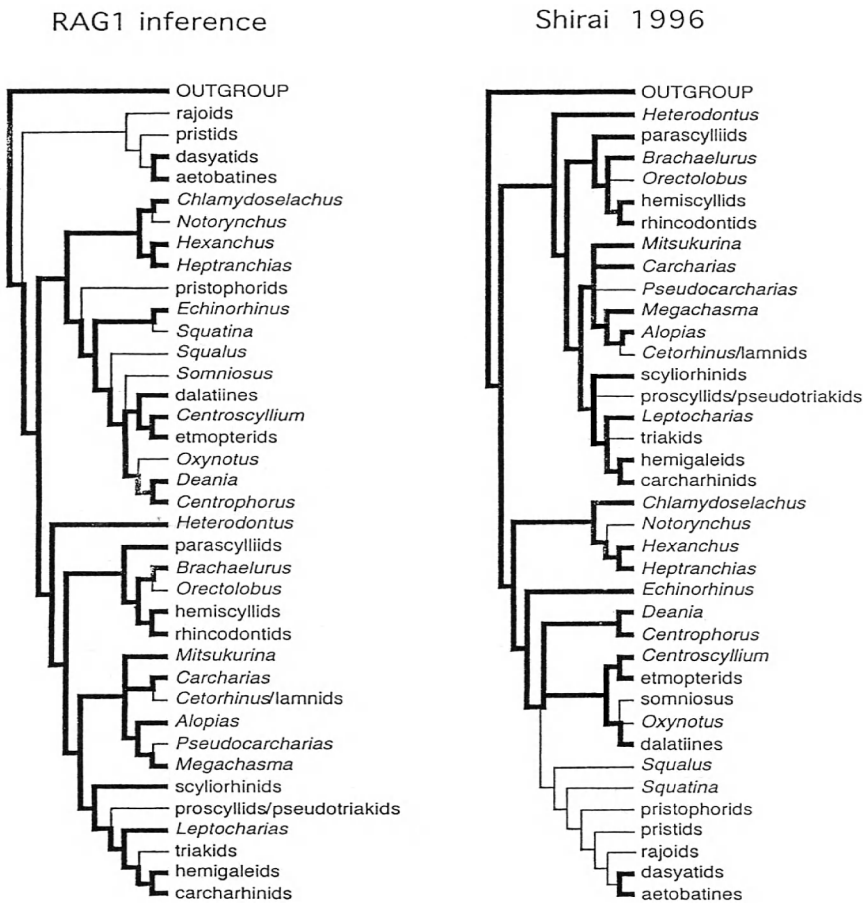 RAG1 inference
OUTGROUP
rajoids
pristids
dasyatids
aetobatines
Chlamydoselachus
Notorynchus
Hexanchus
Heptranchias
pristophorids
Echinorhinus
Squatina
Squalus
Somniosus
dalatiines
Centroscyllium
etmopterids
Oxynotus
Deania
Centrophorus
Heterodontus
parascylliids
Brachaelurus
Orectolobus
hemiscyllids
rhincodontids
Mitsukurina
Carcharias
Cetorhinus/lamnids
Alopias
Pseudocarcharias
Megachasma
scyliorhinids
proscyllids/pseudotriakids
Leptocharias
triakids
hemigaleids
carcharhinids
Shirai 1996
OUTGROUP
Heterodontus
parascylliids
Brachaelurus
Orectolobus
hemiscyllids
rhincodontids
Mitsukurina
Carcharias
Pseudocarcharias
Megachasma
Alopias
Cetorhinus/lamnids
scyliorhinids
proscyllids/pseudotriakids
Leptocharias
triakids
hemigaleids
carcharhinids
Chlamydoselachus
Notorynchus
Hexanchus
Heptranchias
Echinorhinus
Deania
Centrophorus
Centroscyllium
etmopterids
somniosus
Oxynotus
dalatiines
Squalus
Squatina
pristophorids
pristids
rajoids
dasyatids
aetobatines